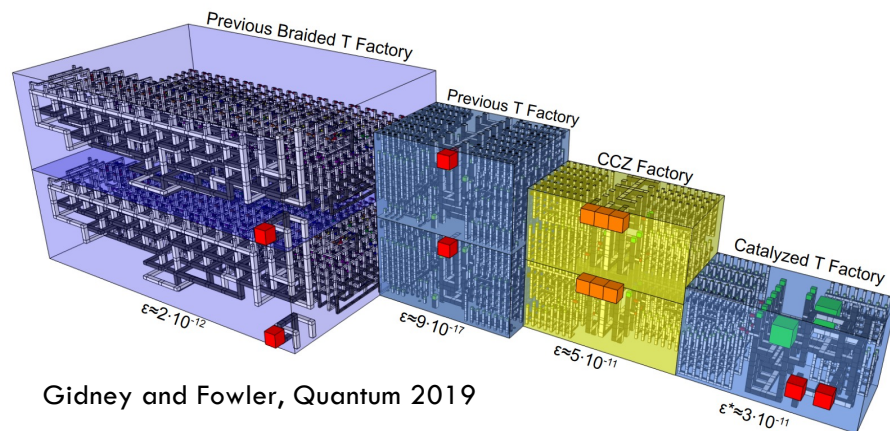 Previous Braided T Factory
Previous T Factory
CCZ Factory
Catalyzed T Factory
ε≈2·10⁻¹²
ε≈9·10⁻¹⁷
ε≈5·10⁻¹¹
ε*≈3·10⁻¹¹
Gidney and Fowler, Quantum 2019